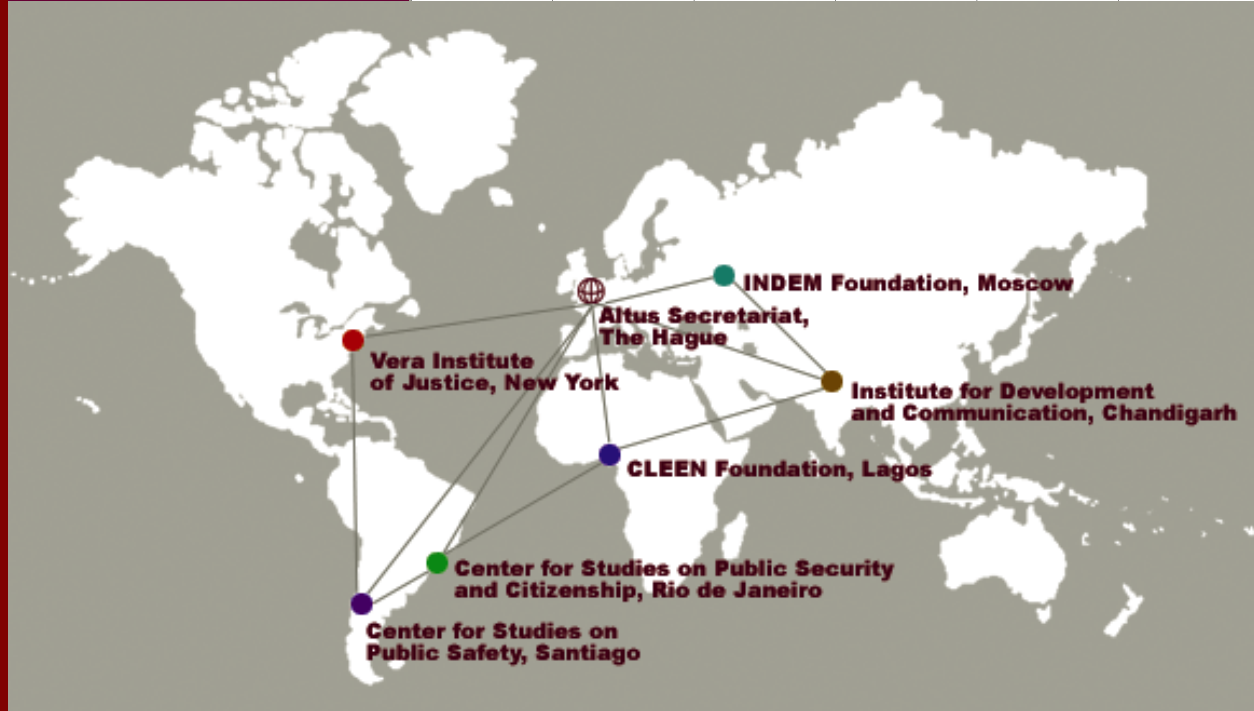 INDEM Foundation, Moscow
Altus Secretariat,
The Hague
Vera Institute
of Justice, New York
Institute for Development
and Communication, Chandigarh
CLEEN Foundation, Lagos
Center for Studies on Public Security
and Citizenship, Rio de Janeiro
Center for Studies on
Public Safety, Santiago